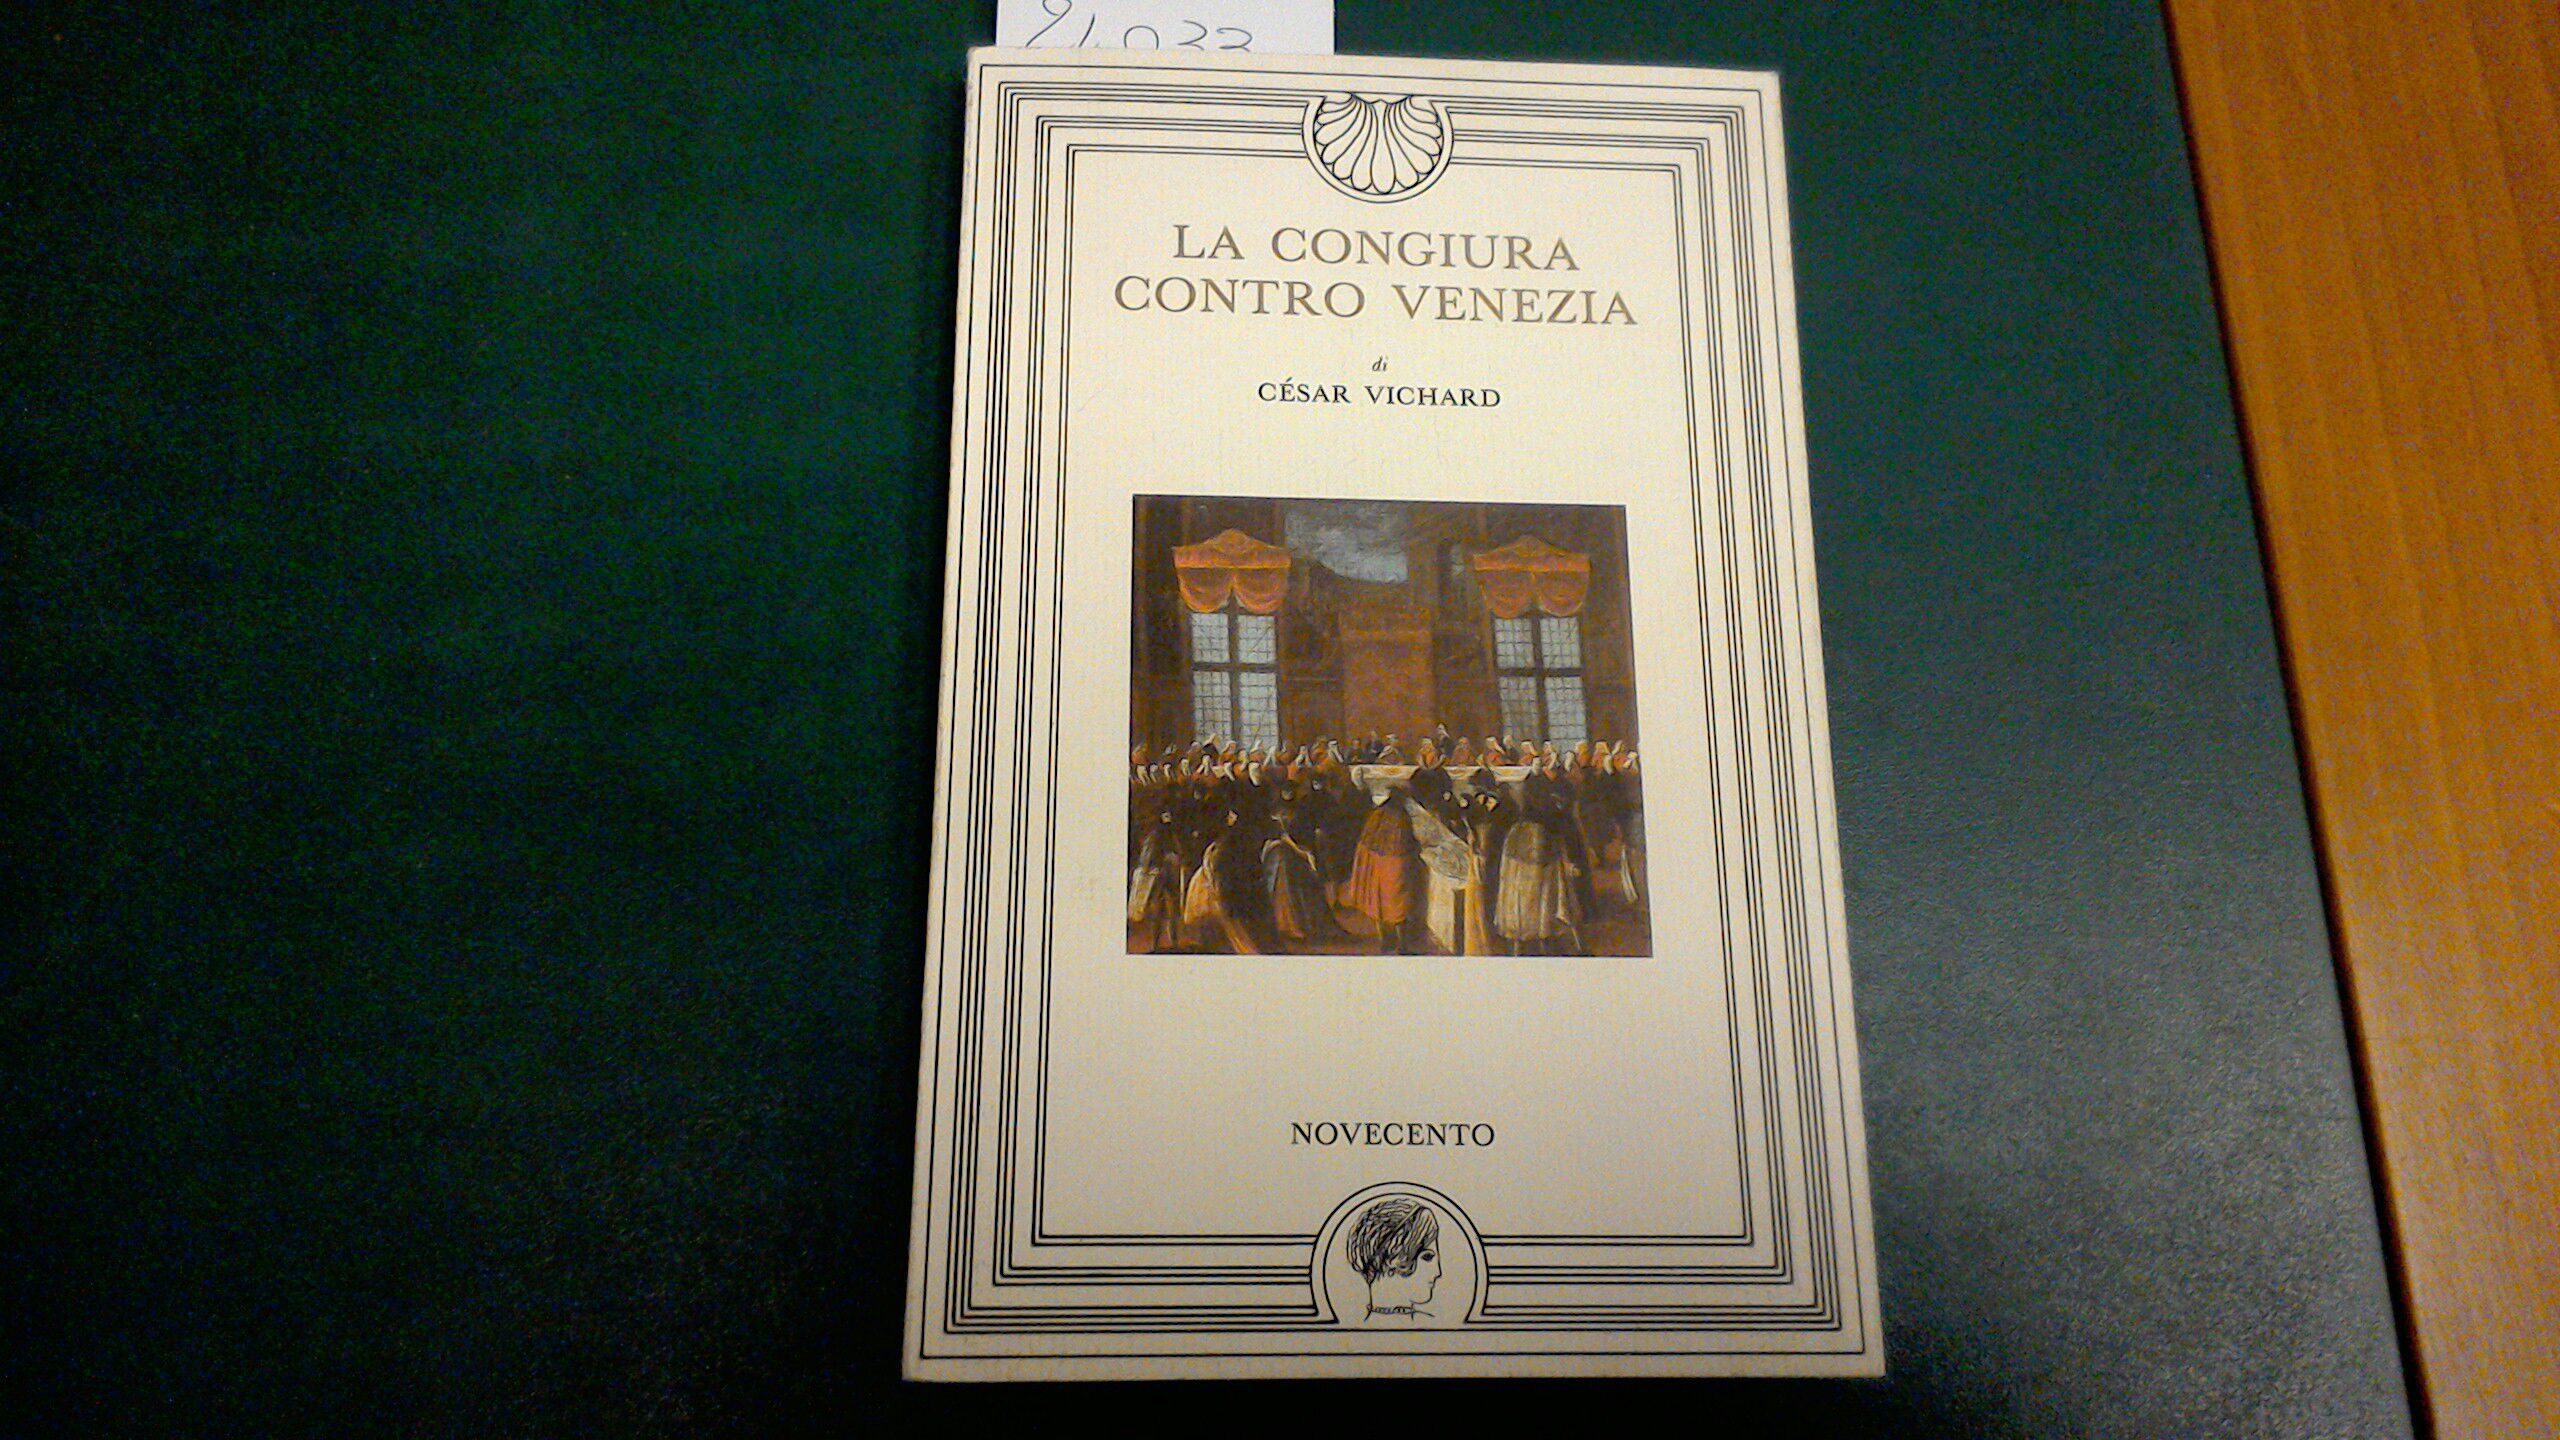 LA CONGIURA
CONTRO VENEZIA
di
CÉSAR VICHARD
NOVECENTO